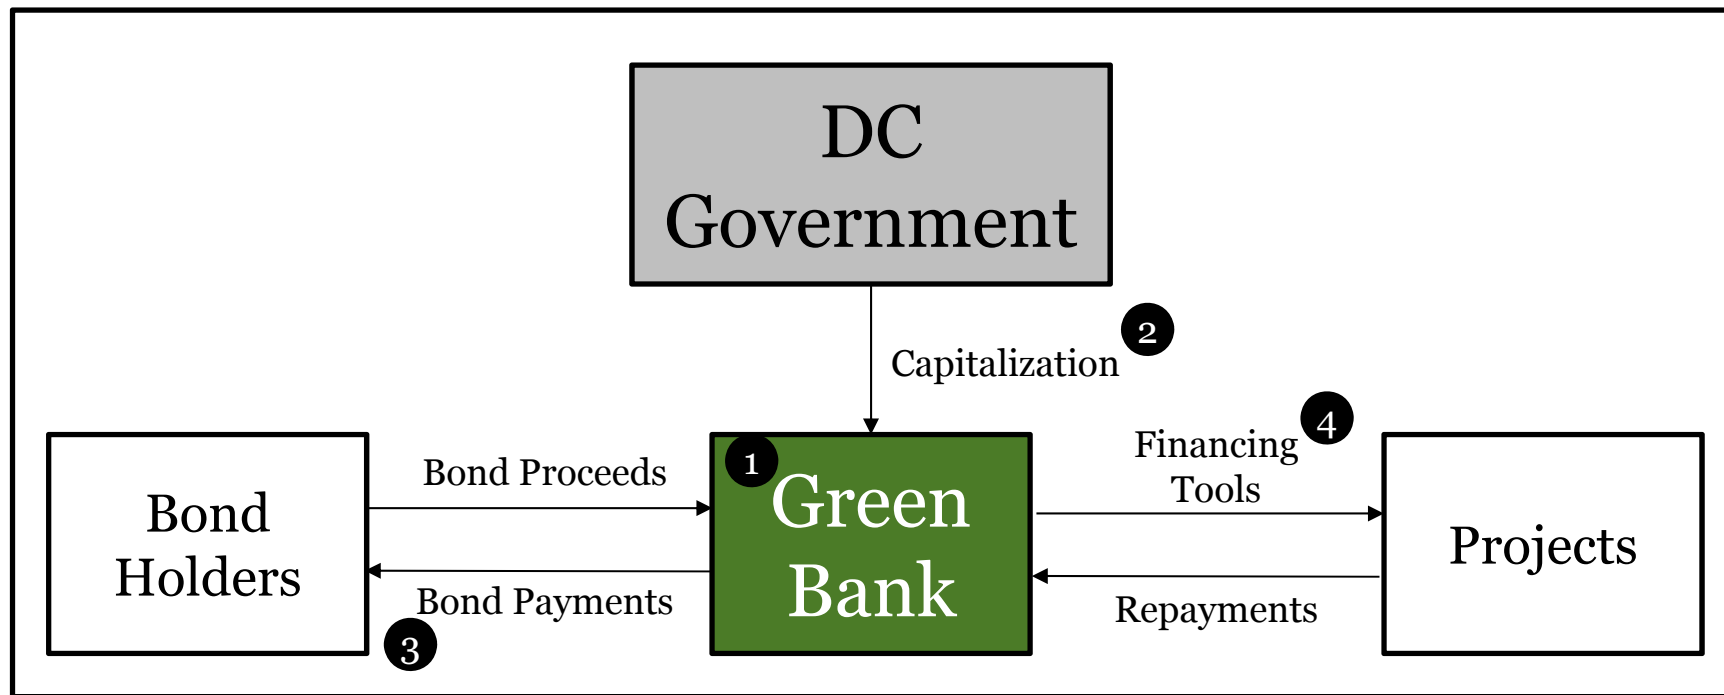 DC
Government
2
Capitalization
4
Financing
Tools
1
Bond Proceeds
Green
Bank
Bond
Holders
Projects
Bond Payments
Repayments
3